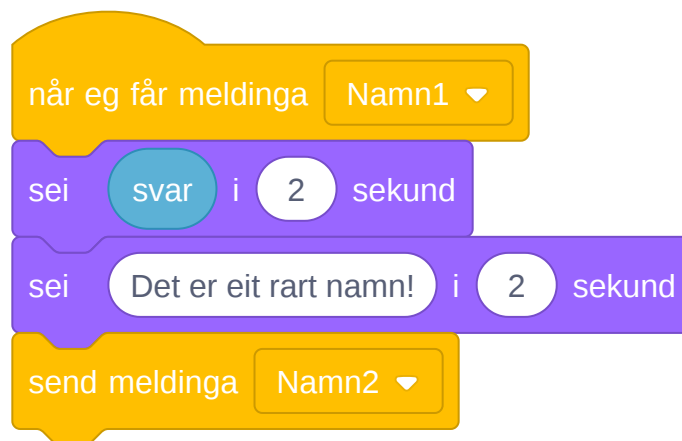 når eg får meldinga Namn1
sei svar i 2 sekund
sei Det er eit rart namn! i 2 sekund
send meldinga Namn2